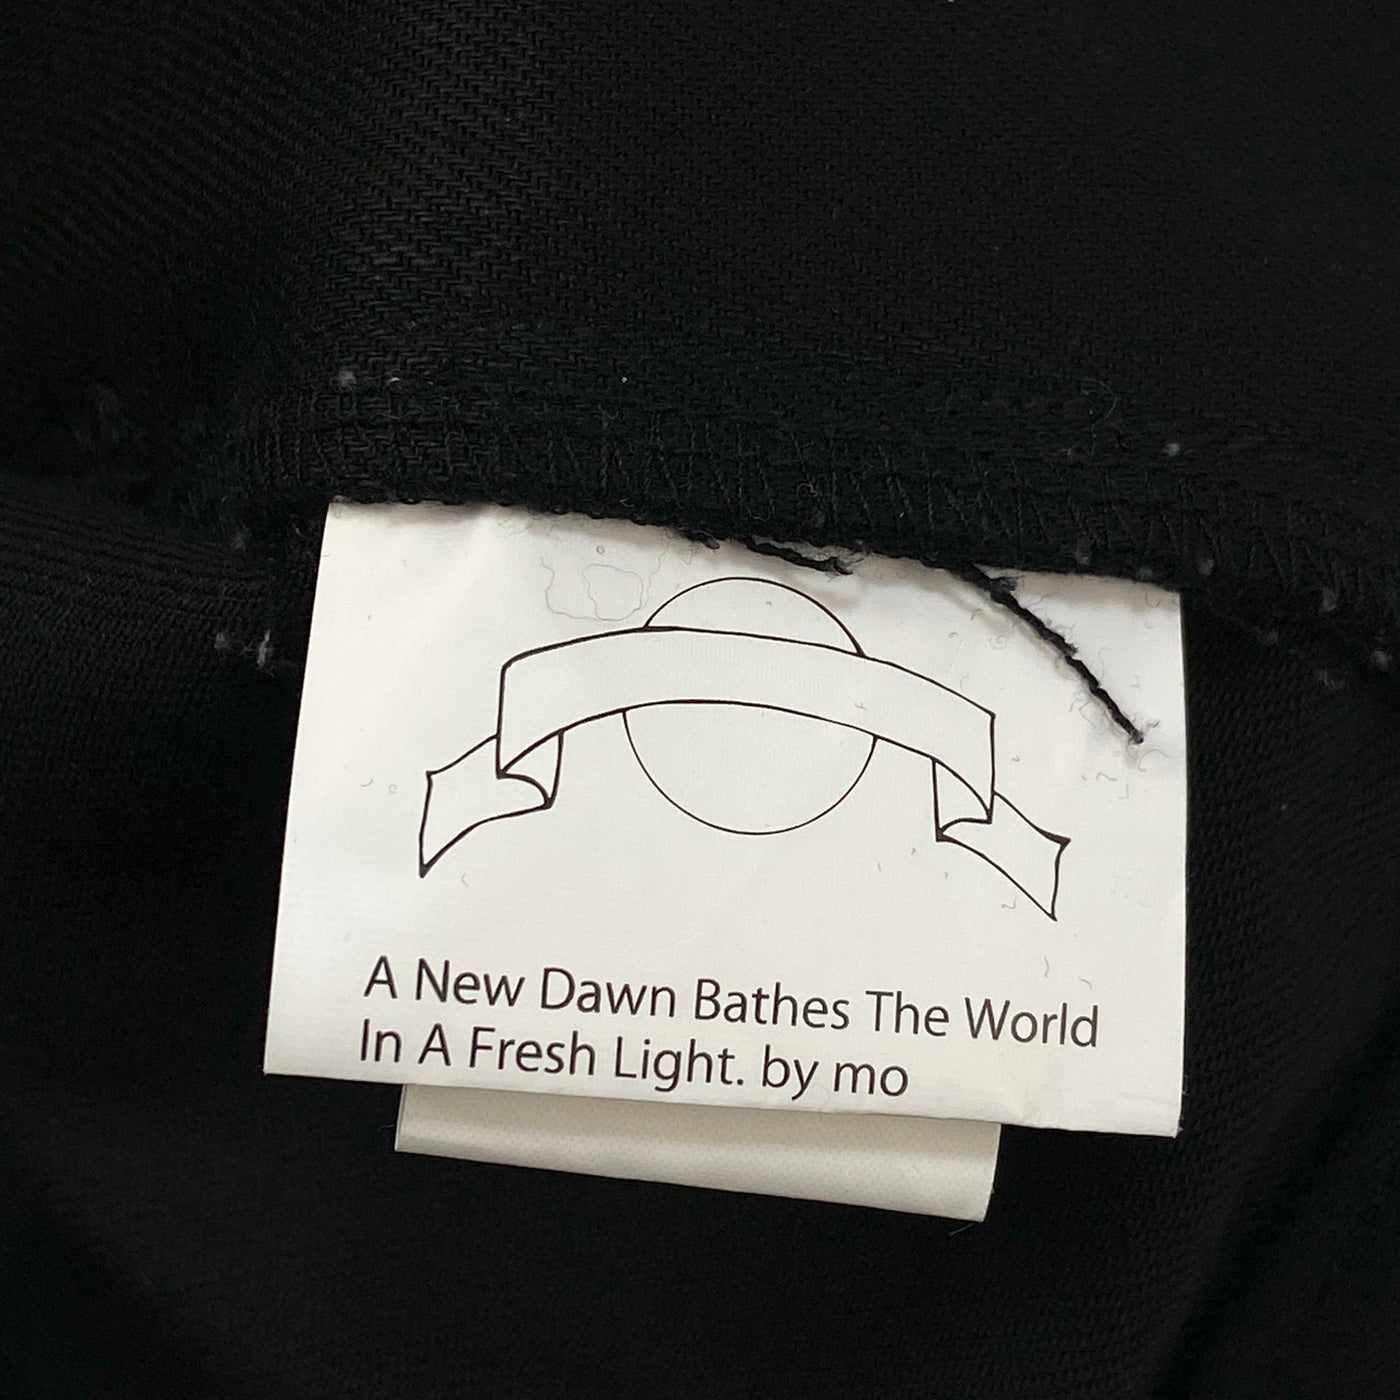 A New Dawn Bathes The World
In A Fresh Light. by mo